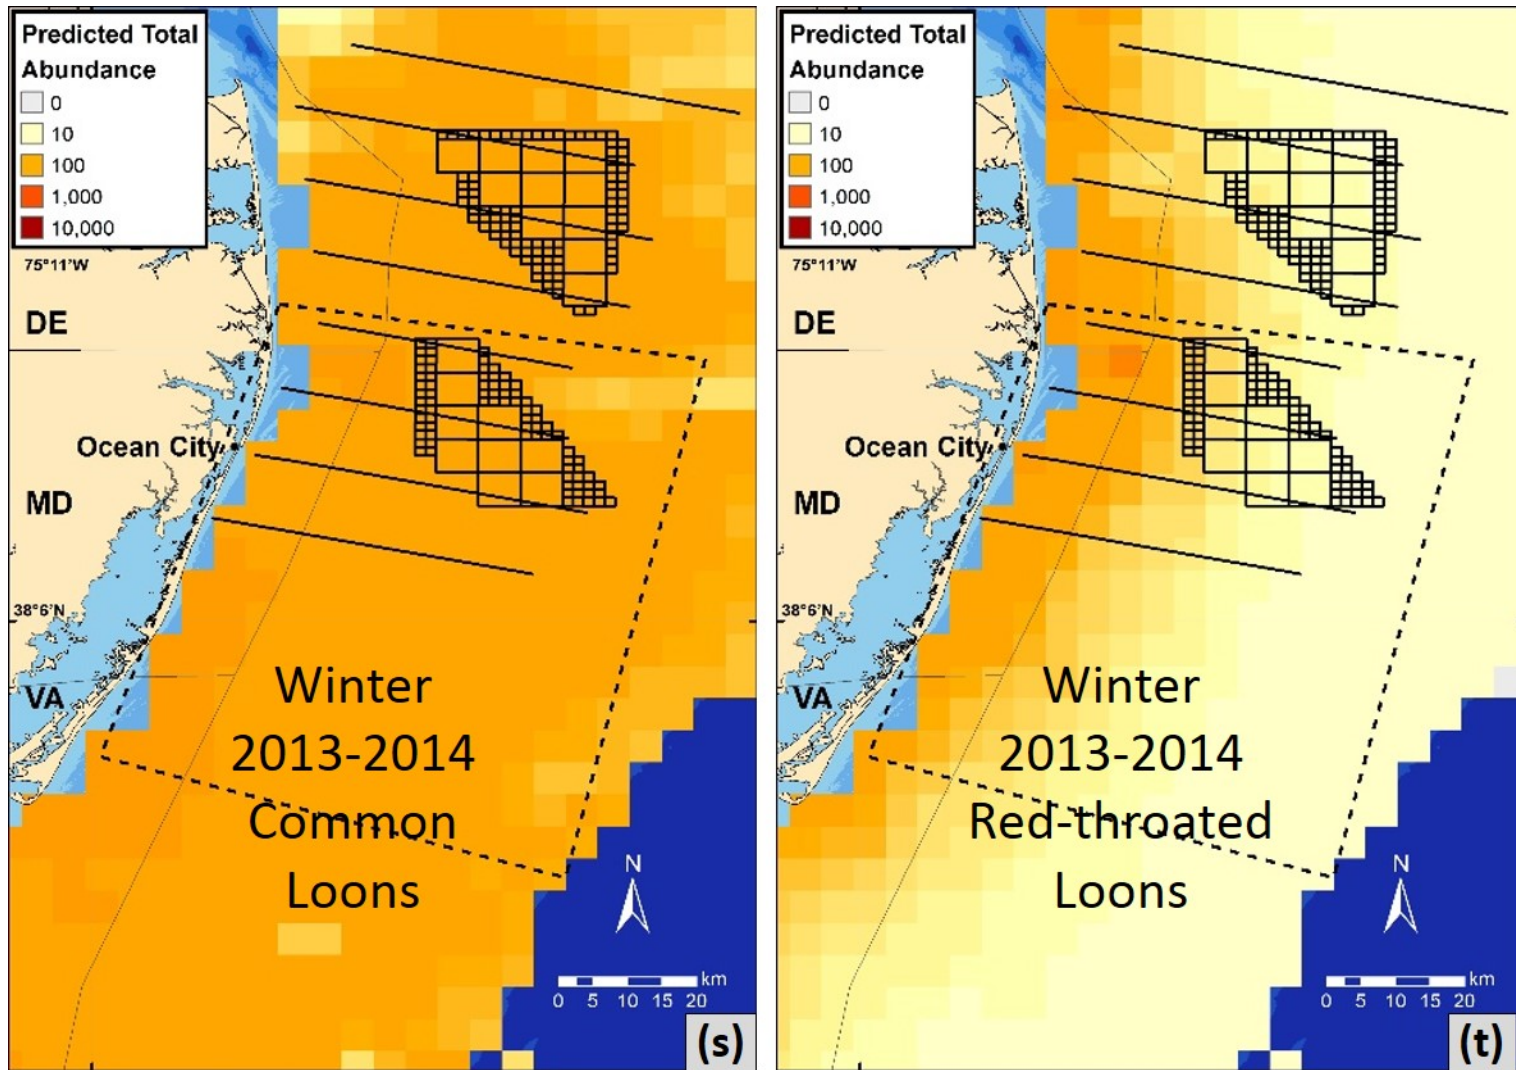 Predicted Total
Abundance
0
10
100
1,000
10,000
75°11'W
DE
Ocean City
MD
38°6'N
VA
Winter
2013-2014
Common
Loons
N
km
0 5 10 15 20
(s)
Predicted Total
Abundance
0
10
100
1,000
10,000
75°11'W
DE
Ocean City
MD
38°6'N
VA
Winter
2013-2014
Red-throated
Loons
N
km
0 5 10 15 20
(t)